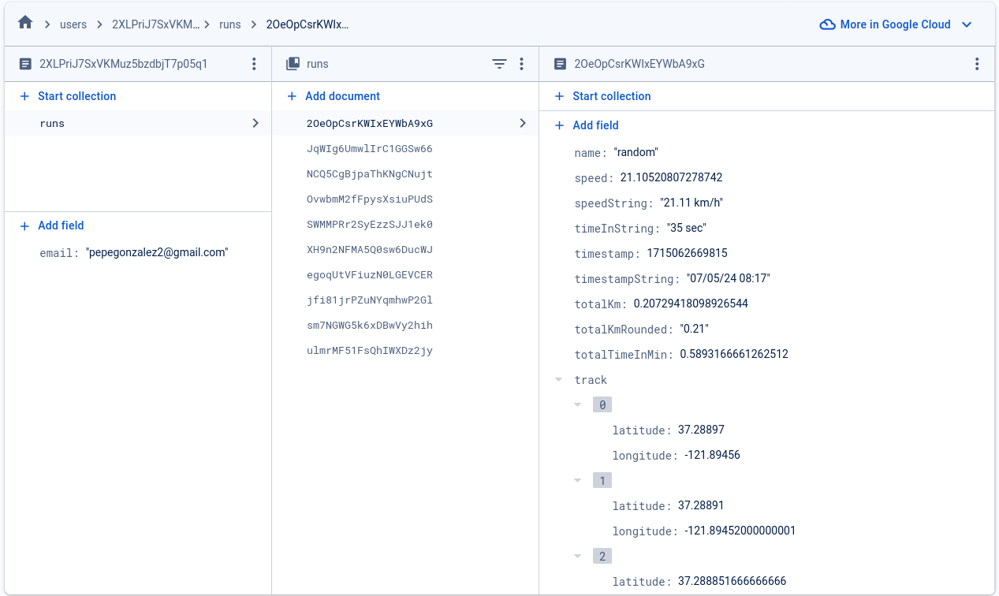 users 2XLPriJ7SxVKM... runs 2OeOpCsrKWIx...
More in Google Cloud
2XLPriJ7SxVKMuz5bzdbjT7p05q1
Start collection
runs
Add field
email: "pepegonzalez2@gmail.com"
runs
Add document
2OeOpCsrKWIxEYWbA9xG
JqWIg6UmwlIrC1GGSw66
NCQ5CgBjpaThKNgCNujt
OvwbmM2fFpysXsiuPUdS
SWMMPRr2SyEzzSJJ1ek0
XH9n2NFMA5Q0sw6DucWJ
egoqUtVFiuzN0LGEVCER
jfi81jrPZuNYqmhwP2Gl
sm7NGWG5k6xDBwVy2hih
ulmrMF51FsQhIWXDz2jy
2OeOpCsrKWIxEYWbA9xG
Start collection
Add field
name: "random"
speed: 21.10520807278742
speedString: "21.11 km/h"
timeInString: "35 sec"
timestamp: 1715062669815
timestampString: "07/05/24 08:17"
totalKm: 0.20729418098926544
totalKmRounded: "0.21"
totalTimeInMin: 0.5893166661262512
track
0
latitude: 37.28897
longitude: -121.89456
1
latitude: 37.28891
longitude: -121.89452000000001
2
latitude: 37.288851666666666